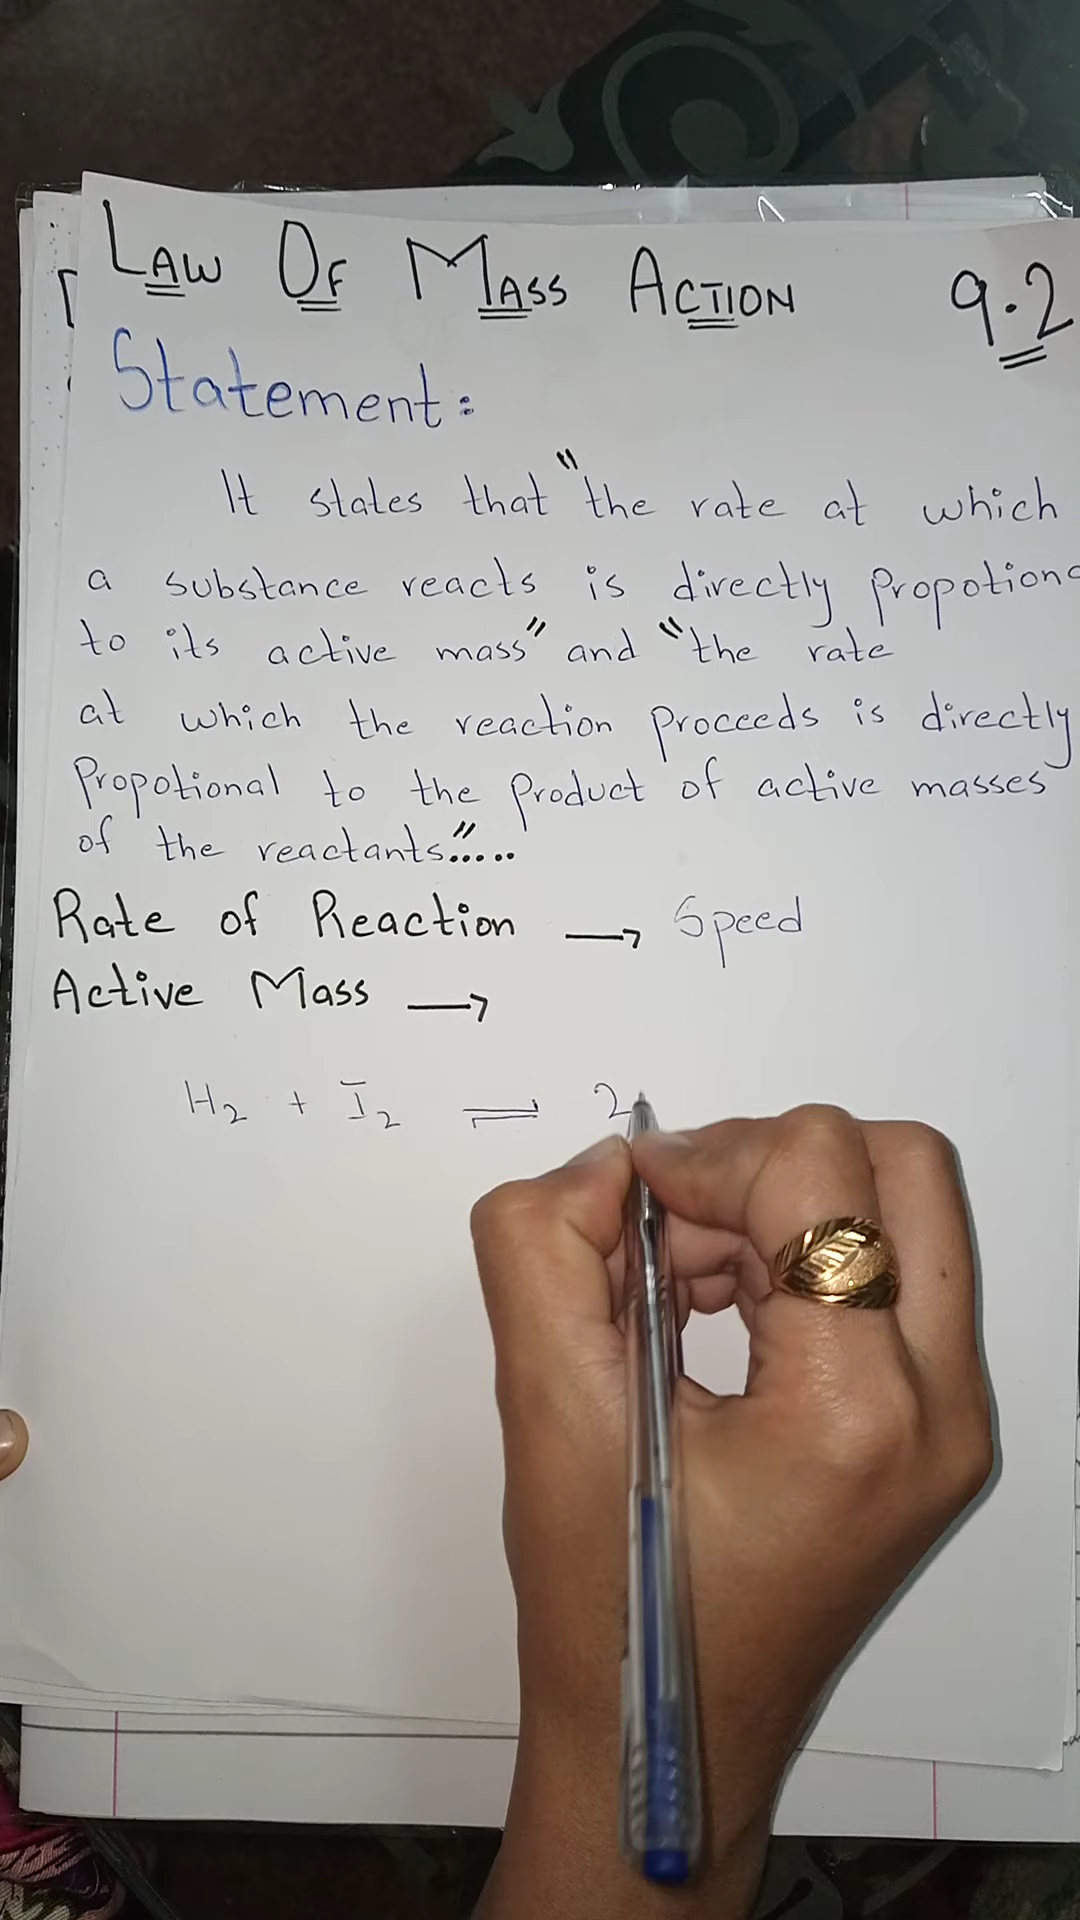 LAW OF MASS ACTION 9.2
Statement:
It states that "the rate at which
a substance reacts is directly Propotiona
to its active mass" and "the rate
at which the reaction Proceeds is directly
Propotional to the Product of active masses
of the reactants".....
Rate of Reaction → Speed
Active Mass →
H₂ + I₂ ⇌ 2